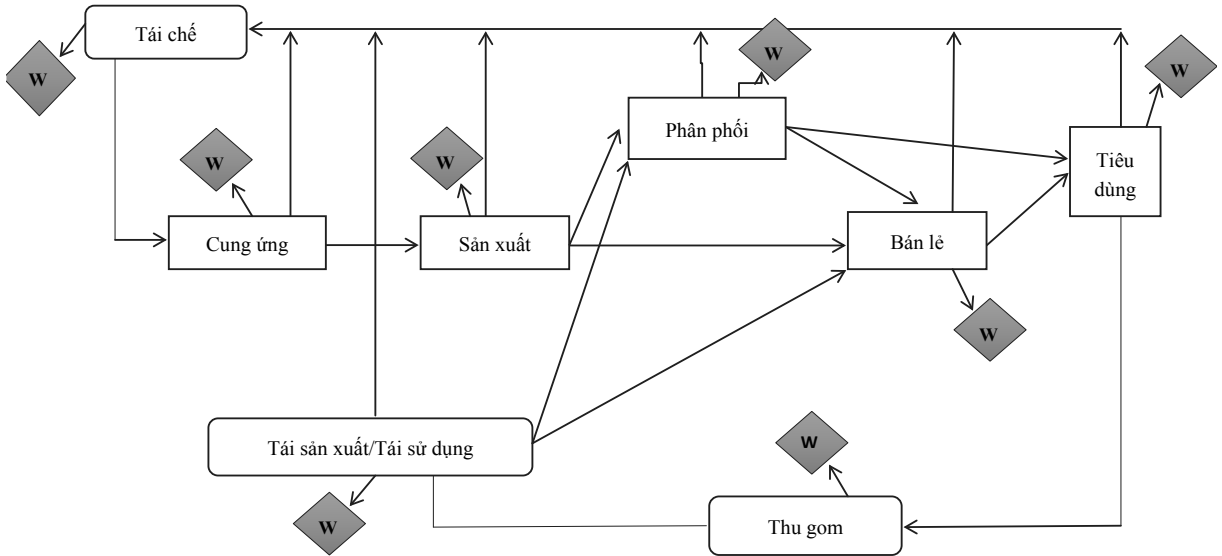 Tái chế
W
W
W
Phân phối
W
W
Tiêu
dùng
Cung ứng
Sản xuất
Bán lẻ
W
Tái sản xuất/Tái sử dụng
W
W
Thu gom